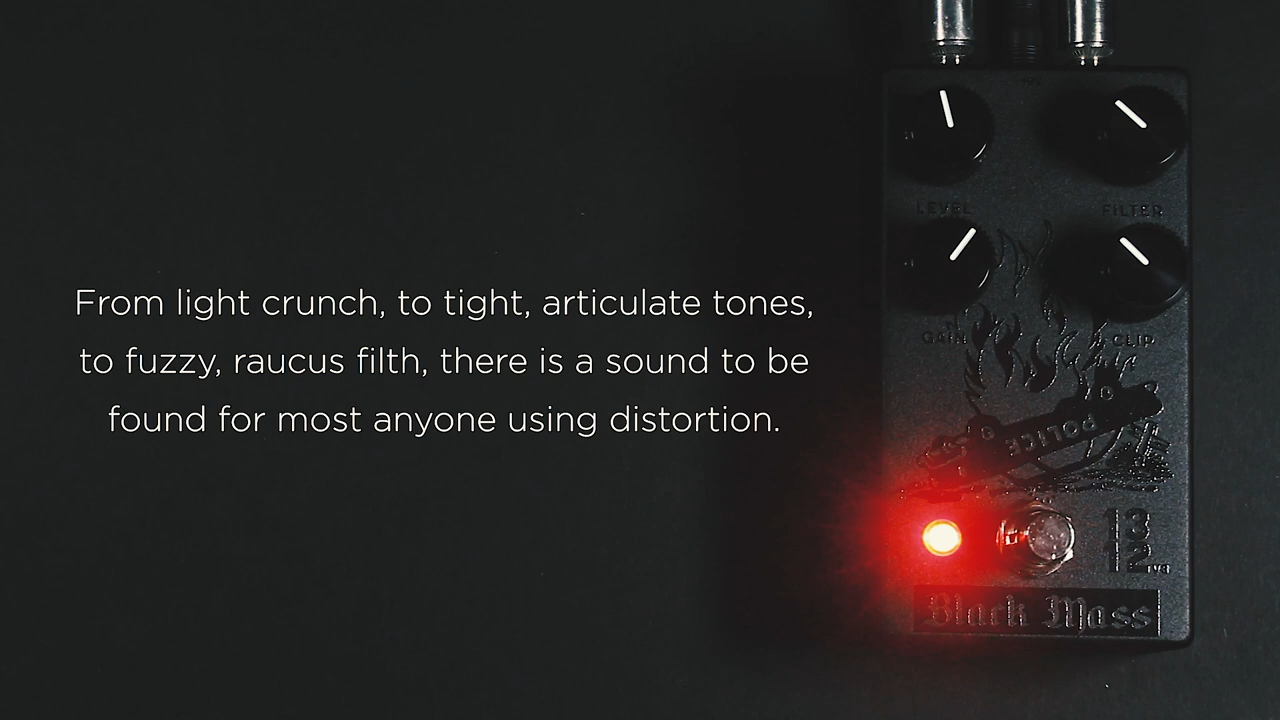 From light crunch, to tight, articulate tones,
to fuzzy, raucus filth, there is a sound to be
found for most anyone using distortion.
LEVEL FILTER
GAIN CLIP
POLICE
13
12
Black Mass